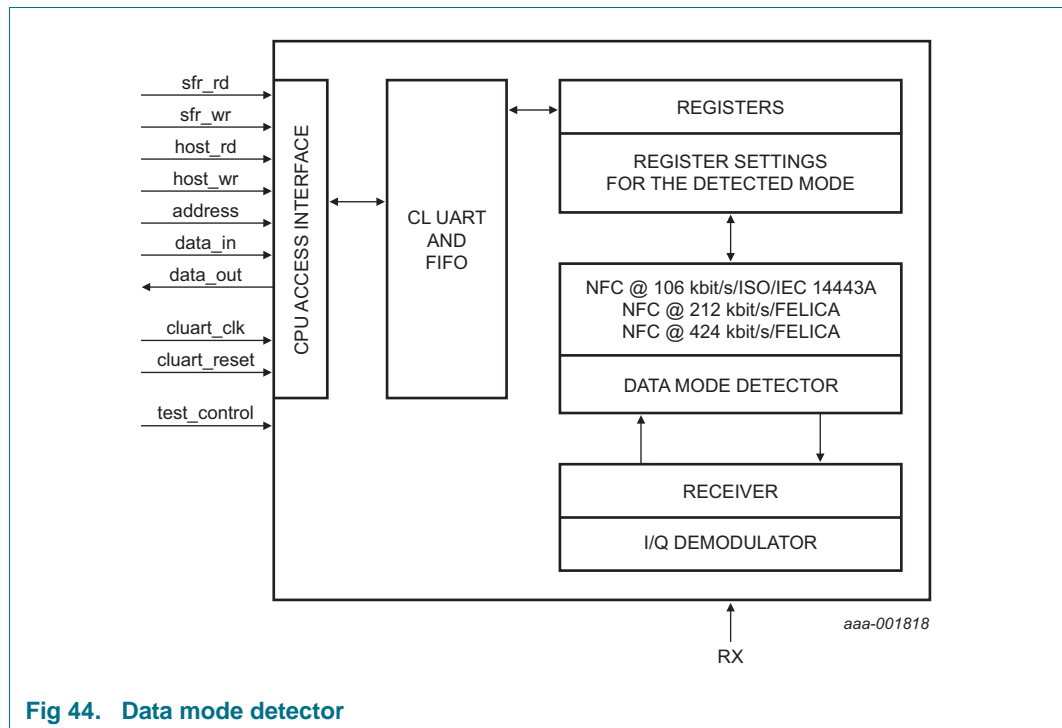 sfr_rd
sfr_wr
host_rd
host_wr
address
data_in
data_out
cluart_clk
cluart_reset
test_control
CPU ACCESS INTERFACE
CL UART
AND
FIFO
REGISTERS
REGISTER SETTINGS
FOR THE DETECTED MODE
NFC @ 106 kbit/s/ISO/IEC 14443A
NFC @ 212 kbit/s/FELICA
NFC @ 424 kbit/s/FELICA
DATA MODE DETECTOR
RECEIVER
I/Q DEMODULATOR
aaa-001818
RX
Fig 44. Data mode detector